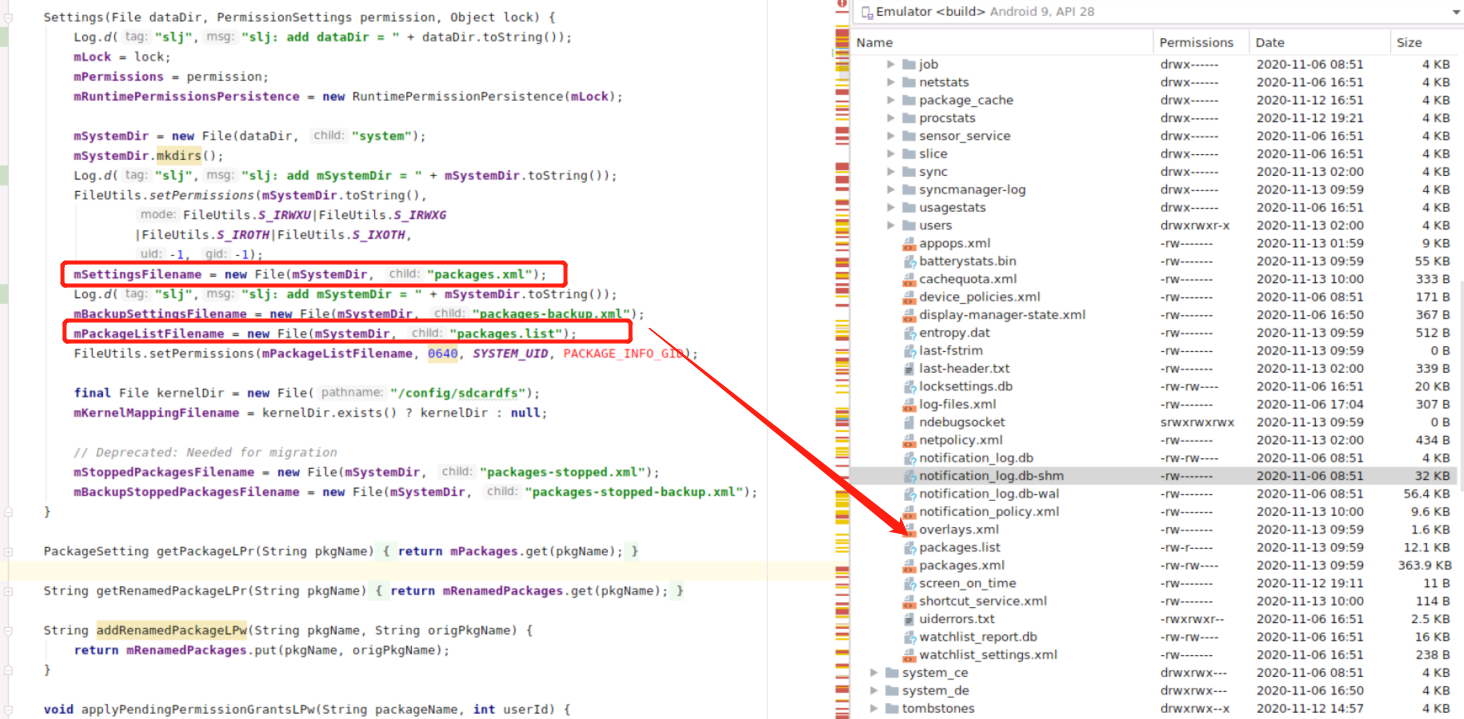 Settings(File dataDir, PermissionSettings permission, Object lock) {
Log.d( tag: "slj", msg: "slj: add dataDir = " + dataDir.toString());
mLock = lock;
mPermissions = permission;
mRuntimePermissionsPersistence = new RuntimePermissionPersistence(mLock);
mSystemDir = new File(dataDir, child: "system");
mSystemDir.mkdirs();
Log.d( tag: "slj", msg: "slj: add mSystemDir = " + mSystemDir.toString());
FileUtils.setPermissions(mSystemDir.toString(),
mode: FileUtils.S_IRWXU|FileUtils.S_IRWXG
|FileUtils.S_IROTH|FileUtils.S_IXOTH,
uid: -1, gid: -1);
mSettingsFilename = new File(mSystemDir, child: "packages.xml");
Log.d( tag: "slj", msg: "slj: add mSystemDir = " + mSystemDir.toString());
mBackupSettingsFilename = new File(mSystemDir, child: "packages-backup.xml");
mPackageListFilename = new File(mSystemDir, child: "packages.list");
FileUtils.setPermissions(mPackageListFilename, 0640, SYSTEM_UID, PACKAGE_INFO_GID);
final File kernelDir = new File( pathname: "/config/sdcardfs");
mKernelMappingFilename = kernelDir.exists() ? kernelDir : null;
// Deprecated: Needed for migration
mStoppedPackagesFilename = new File(mSystemDir, child: "packages-stopped.xml");
mBackupStoppedPackagesFilename = new File(mSystemDir, child: "packages-stopped-backup.xml");
}
PackageSetting getPackageLPr(String pkgName) { return mPackages.get(pkgName); }
String getRenamedPackageLPr(String pkgName) { return mRenamedPackages.get(pkgName); }
String addRenamedPackageLPw(String pkgName, String origPkgName) {
return mRenamedPackages.put(pkgName, origPkgName);
}
void applyPendingPermissionGrantsLPw(String packageName, int userId) {
Emulator <build> Android 9, API 28
Name Permissions Date Size
job drwx------ 2020-11-06 08:51 4 KB
netstats drwx------ 2020-11-06 16:51 4 KB
package_cache drwx------ 2020-11-12 16:51 4 KB
procstats drwx------ 2020-11-12 19:21 4 KB
sensor_service drwx------ 2020-11-06 16:51 4 KB
slice drwx------ 2020-11-06 16:51 4 KB
sync drwx------ 2020-11-13 02:00 4 KB
syncmanager-log drwx------ 2020-11-13 09:59 4 KB
usagestats drwx------ 2020-11-06 16:51 4 KB
users drwxrwxr-x 2020-11-13 02:00 4 KB
appops.xml -rw------- 2020-11-13 01:59 9 KB
batterystats.bin -rw------- 2020-11-13 09:59 55 KB
cachequota.xml -rw------- 2020-11-13 10:00 333 B
device_policies.xml -rw------- 2020-11-06 08:51 171 B
display-manager-state.xml -rw------- 2020-11-06 16:50 367 B
entropy.dat -rw------- 2020-11-13 09:59 512 B
last-fstrim -rw------- 2020-11-13 09:59 0 B
last-header.txt -rw------- 2020-11-13 02:00 339 B
locksettings.db -rw-rw---- 2020-11-06 16:51 20 KB
log-files.xml -rw------- 2020-11-06 17:04 307 B
ndebugsocket srwxrwxrwx 2020-11-13 09:59 0 B
netpolicy.xml -rw------- 2020-11-13 02:00 434 B
notification_log.db -rw-rw---- 2020-11-06 08:51 4 KB
notification_log.db-shm -rw------- 2020-11-06 08:51 32 KB
notification_log.db-wal -rw------- 2020-11-06 08:51 56.4 KB
notification_policy.xml -rw------- 2020-11-13 10:00 9.6 KB
overlays.xml -rw------- 2020-11-13 09:59 1.6 KB
packages.list -rw-r----- 2020-11-13 09:59 12.1 KB
packages.xml -rw-rw---- 2020-11-13 09:59 363.9 KB
screen_on_time -rw------- 2020-11-12 19:11 11 B
shortcut_service.xml -rw------- 2020-11-13 10:00 114 B
uiderrors.txt -rwxrwxr-- 2020-11-06 16:51 2.5 KB
watchlist_report.db -rw-rw---- 2020-11-06 16:51 16 KB
watchlist_settings.xml -rw------- 2020-11-06 16:51 238 B
system_ce drwxrwx--- 2020-11-06 08:51 4 KB
system_de drwxrwx--- 2020-11-06 16:50 4 KB
tombstones drwxrwx--x 2020-11-12 14:57 4 KB